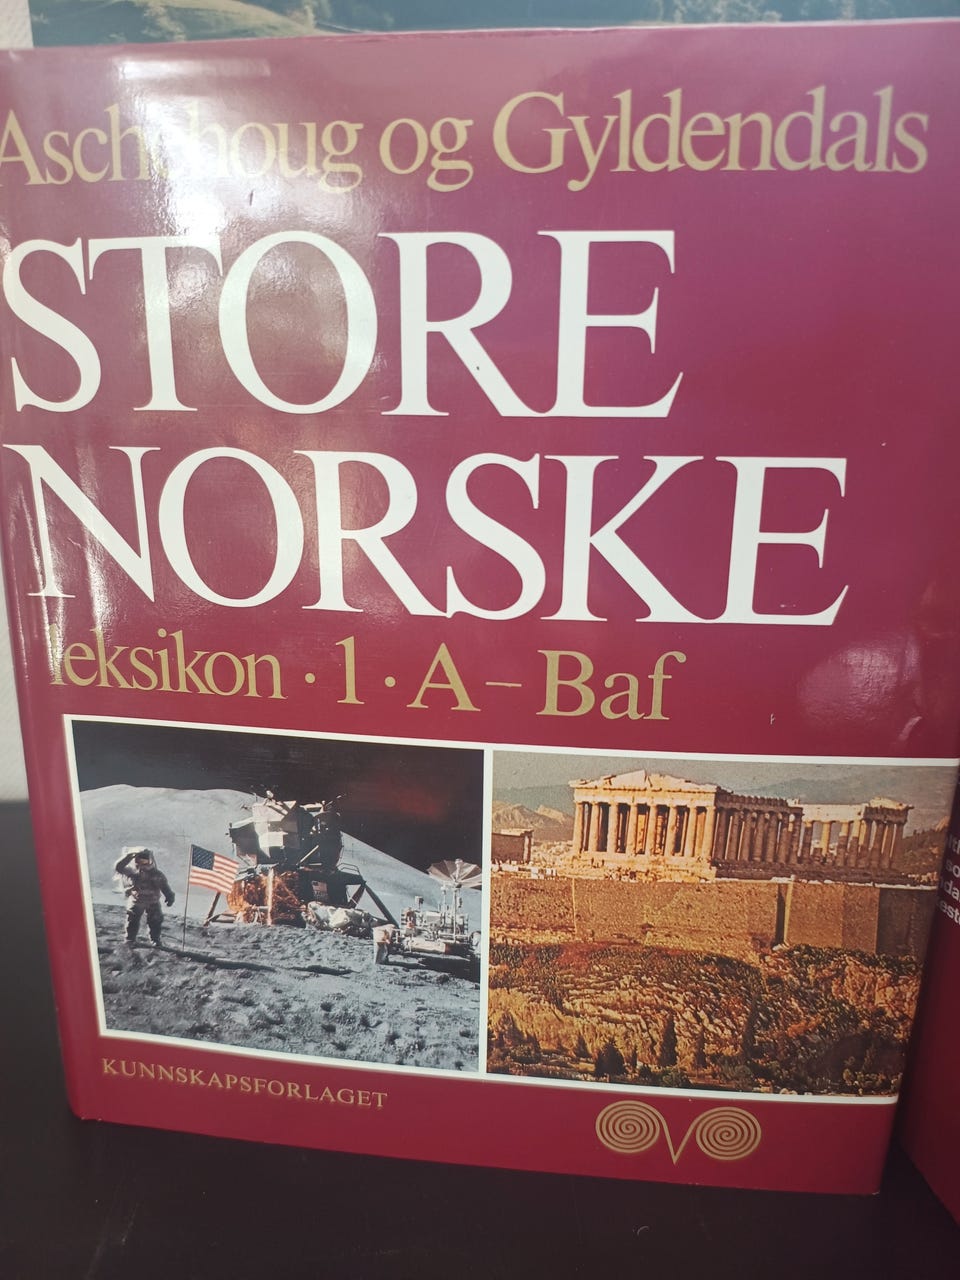 Aschehoug og Gyldendals
STORE
NORSKE
leksikon · 1 · A – Baf
KUNNSKAPSFORLAGET